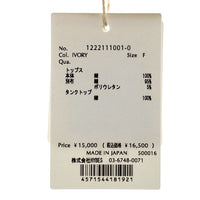 No. 1222111001-0
Col. IVORY Size F
Qua.
トップス
本体 綿 100%
別布 綿 95%
ポリウレタン 5%
タンクトップ 綿 100%
Price ¥15,000 (税込価格 ¥16,500)
MADE IN JAPAN S00016
株式会社 03-6748-0071
4571544181921